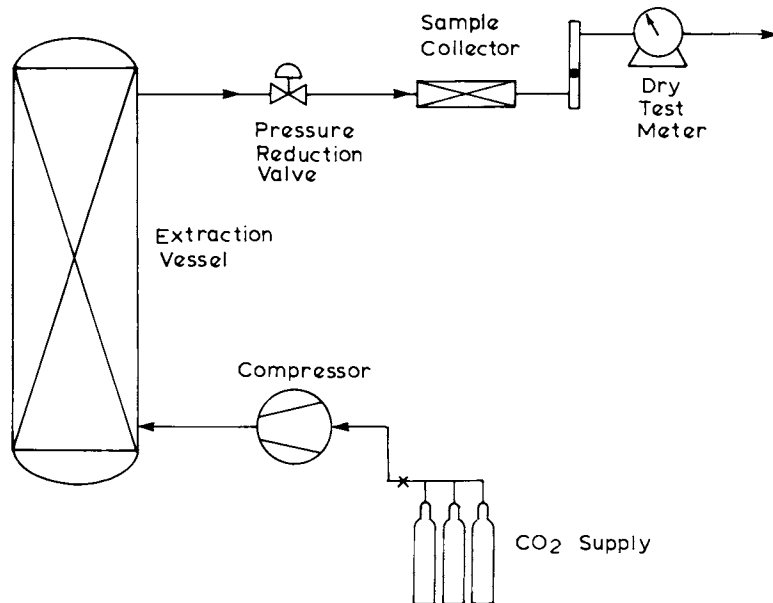 Sample
Collector
Dry
Test
Meter
Pressure
Reduction
Valve
Extraction
Vessel
Compressor
CO2 Supply